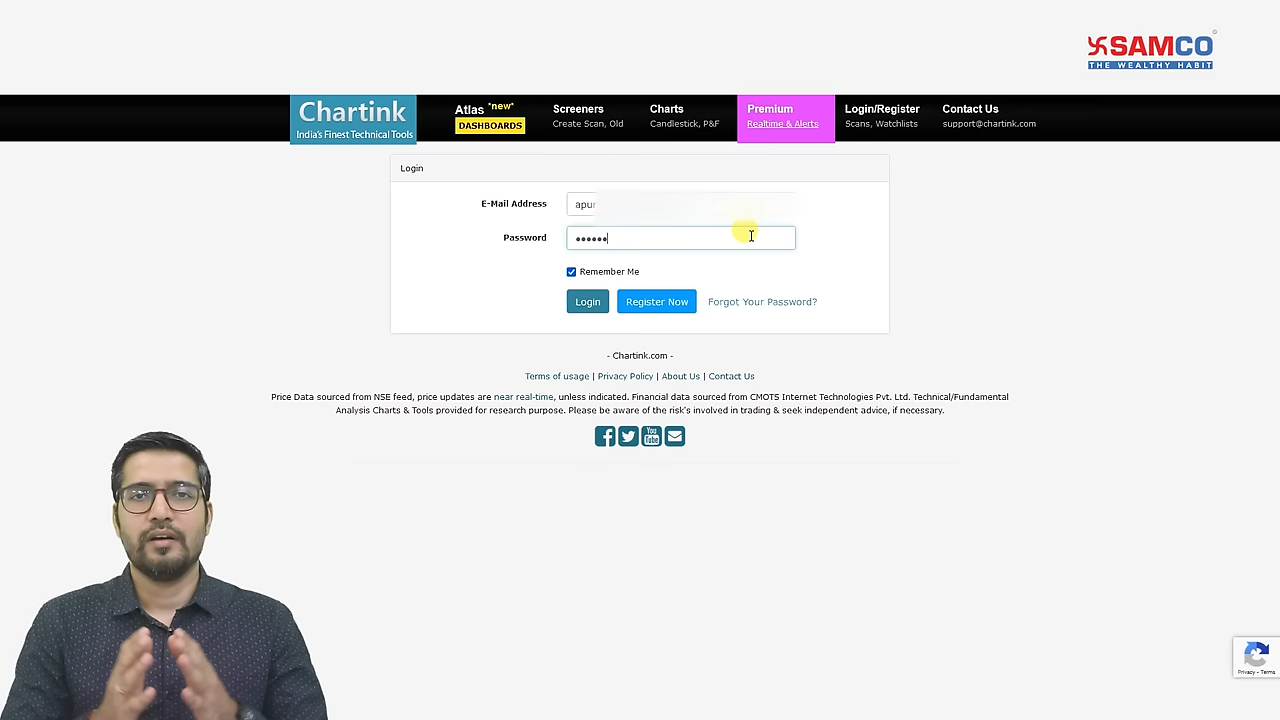 SAMCO
THE WEALTHY HABIT
Chartink
India's Finest Technical Tools
Atlas *new*
DASHBOARDS
Screeners
Create Scan, Old
Charts
Candlestick, P&F
Premium
Realtime & Alerts
Login/Register
Scans, Watchlists
Contact Us
support@chartink.com
Login
E-Mail Address
apur
Password
Remember Me
Login
Register Now
Forgot Your Password?
- Chartink.com -
Terms of usage | Privacy Policy | About Us | Contact Us
Price Data sourced from NSE feed, price updates are near real-time, unless indicated. Financial data sourced from CMOTS Internet Technologies Pvt. Ltd. Technical/Fundamental
Analysis Charts & Tools provided for research purpose. Please be aware of the risk's involved in trading & seek independent advice, if necessary.
You
Tube
Privacy - Terms